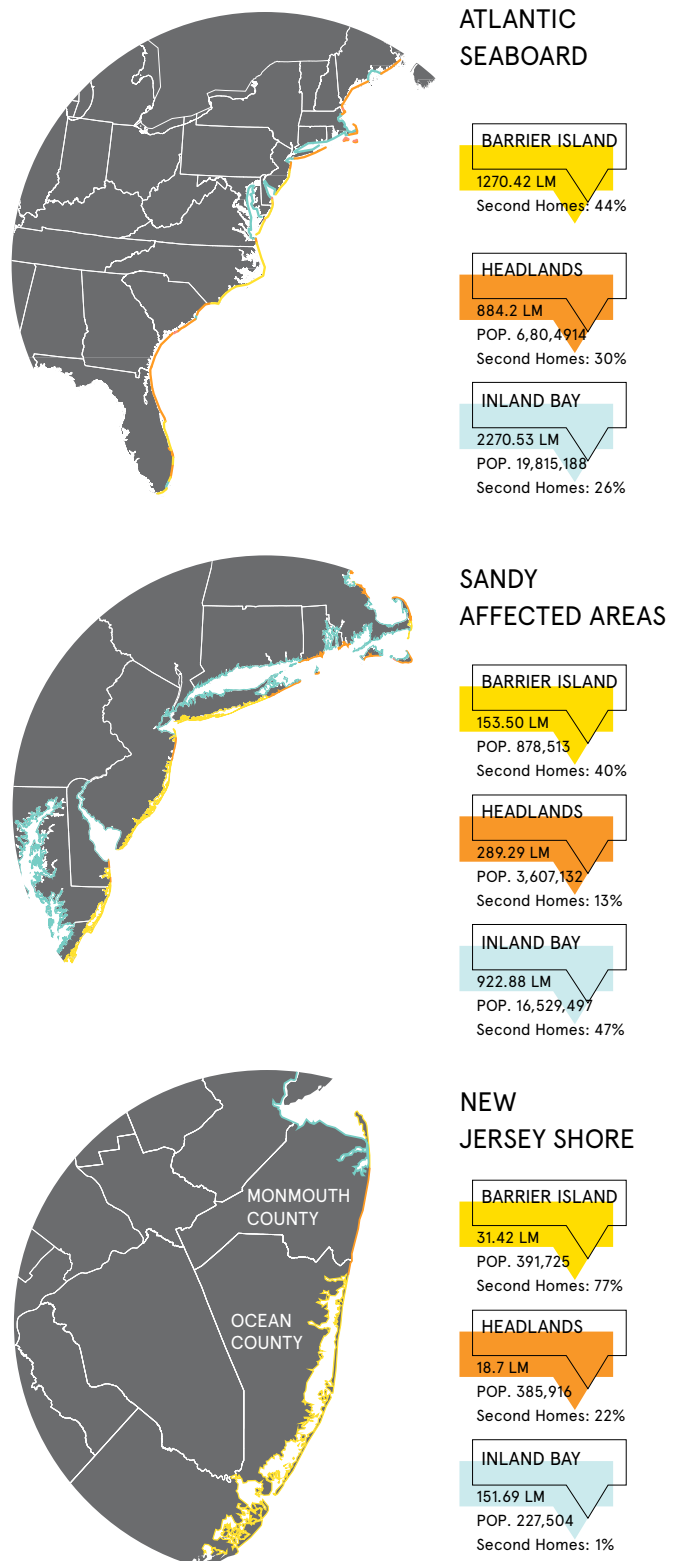 ATLANTIC
SEABOARD
BARRIER ISLAND
1270.42 LM
Second Homes: 44%
HEADLANDS
884.2 LM
POP. 6,80,4914
Second Homes: 30%
INLAND BAY
2270.53 LM
POP. 19,815,188
Second Homes: 26%
SANDY
AFFECTED AREAS
BARRIER ISLAND
153.50 LM
POP. 878,513
Second Homes: 40%
HEADLANDS
289.29 LM
POP. 3,607,132
Second Homes: 13%
INLAND BAY
922.88 LM
POP. 16,529,497
Second Homes: 47%
MONMOUTH
COUNTY
OCEAN
COUNTY
NEW
JERSEY SHORE
BARRIER ISLAND
31.42 LM
POP. 391,725
Second Homes: 77%
HEADLANDS
18.7 LM
POP. 385,916
Second Homes: 22%
INLAND BAY
151.69 LM
POP. 227,504
Second Homes: 1%